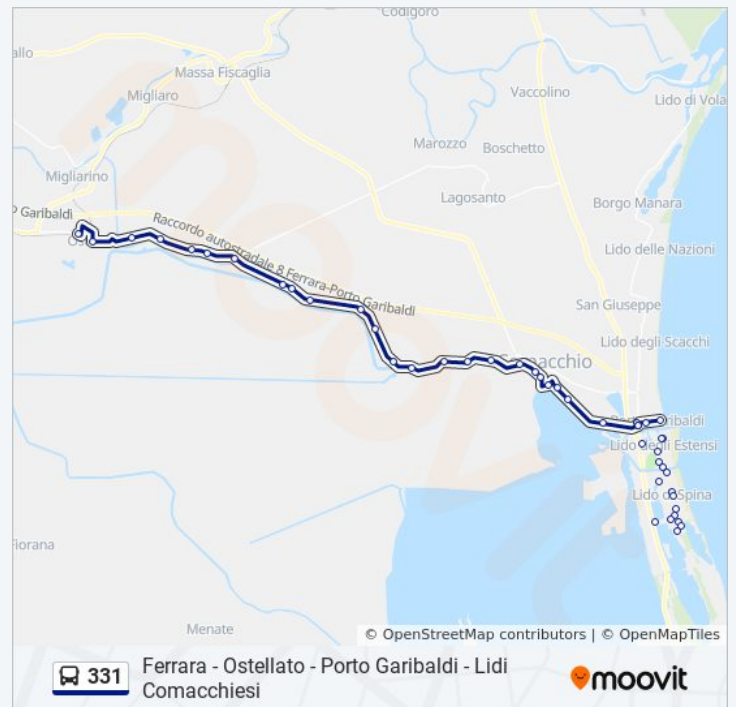 Codigoro
allo
Massa Fiscaglia
Migliaro
Vaccolino
Lido di Vola
Marozzo
Boschetto
Migliarino
Lagosanto
Borgo Manara
o Garibaldi
Raccordo autostradale 8 Ferrara-Porto Garibaldi
Lido delle Nazioni
San Giuseppe
Lido degli Scacchi
Comacchio
Lido degli Estensi
Lido di Spina
Fiorana
Menate
© OpenStreetMap contributors | © OpenMapTiles
331
Ferrara - Ostellato - Porto Garibaldi - Lidi
Comacchiesi
moovit